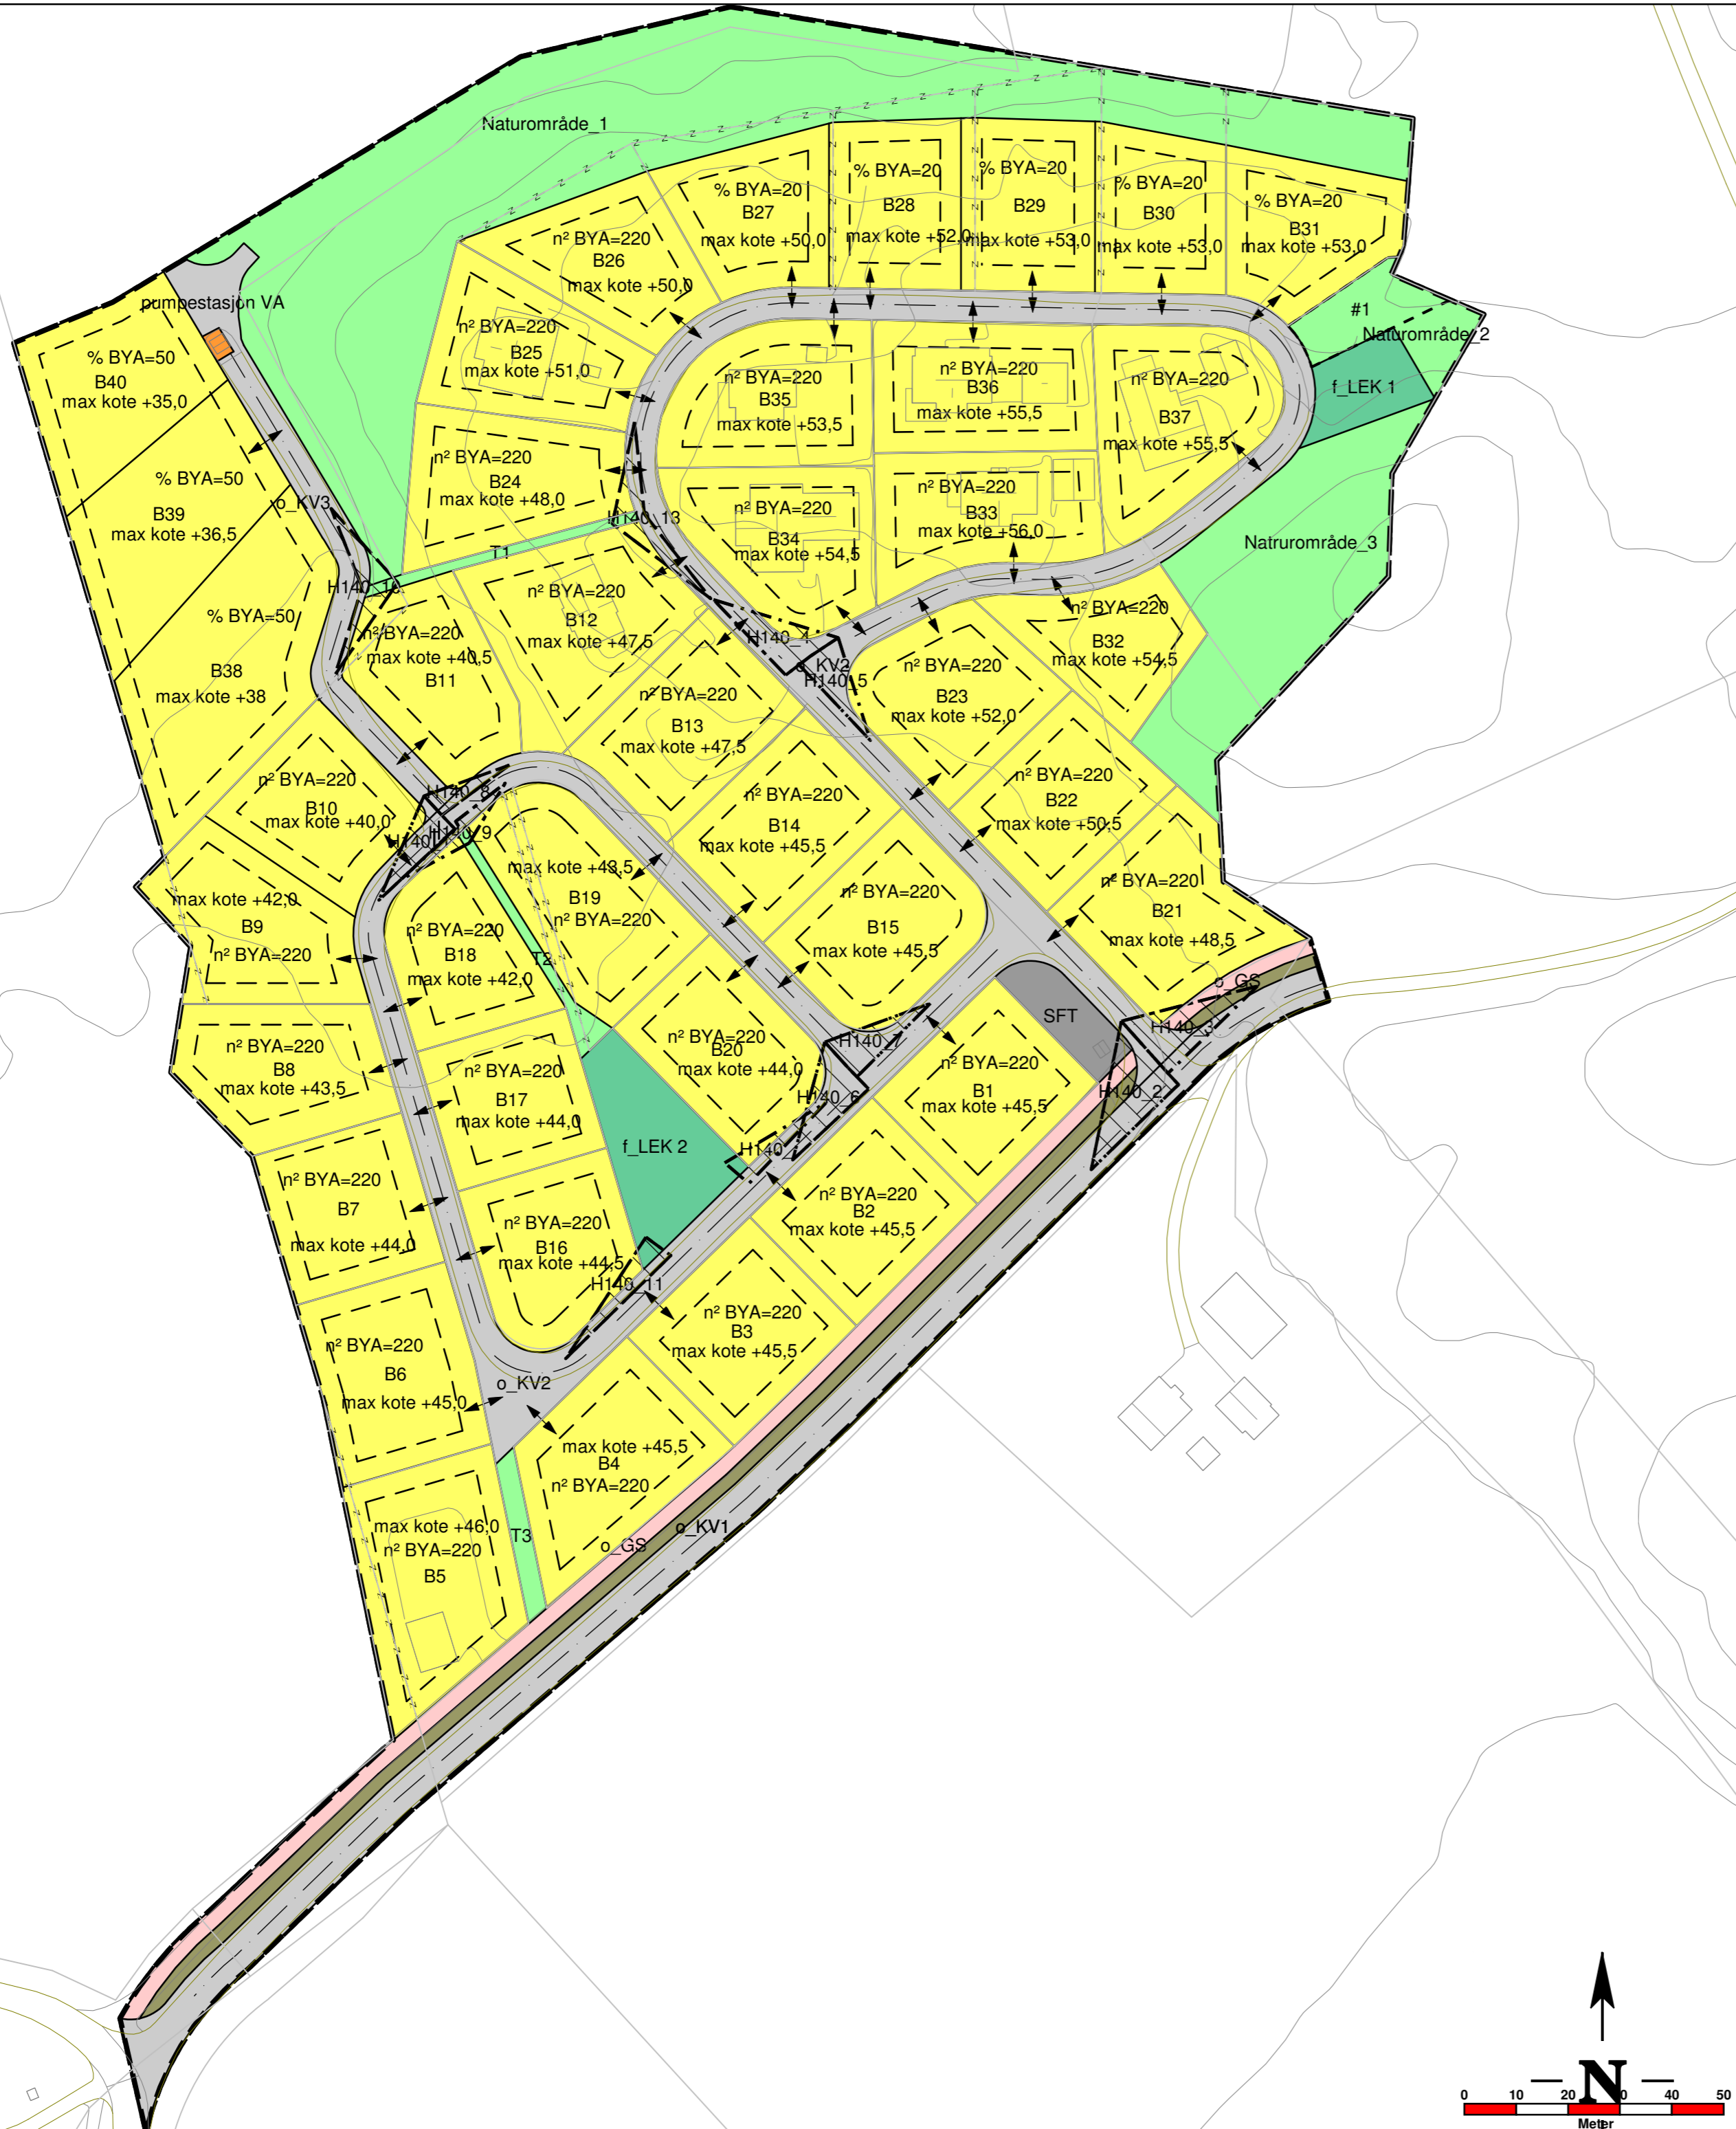 Naturområde_1
% BYA=20
B27
max kote +50,0
% BYA=20
B28
max kote +52,0
% BYA=20
B29
max kote +53,0
% BYA=20
B30
max kote +53,0
% BYA=20
B31
max kote +53,0
n² BYA=220
B26
max kote +50,0
pumpestasjon VA
#1
Naturområde_2
f_LEK 1
n² BYA=220
B25
max kote +51,0
% BYA=50
B40
max kote +35,0
n² BYA=220
B35
max kote +53,5
n² BYA=220
B36
max kote +55,5
n² BYA=220
B37
max kote +55,5
n² BYA=220
B24
max kote +48,0
% BYA=50
B39
max kote +36,5
o_KV3
H140_13
n² BYA=220
B34
max kote +54,5
n² BYA=220
B33
max kote +56,0
Natrurområde_3
T1
n² BYA=220
B12
max kote +47,5
n² BYA=220
B32
max kote +54,5
% BYA=50
B38
max kote +38
n² BYA=220
max kote +40,5
B11
H140_4
KV2
H140_5
n² BYA=220
B13
max kote +47,5
n² BYA=220
B23
max kote +52,0
n² BYA=220
B10
max kote +40,0
H140_8
H140_9
n² BYA=220
B14
max kote +45,5
n² BYA=220
B22
max kote +50,5
max kote +42,0
B9
n² BYA=220
max kote +43,5
B19
n² BYA=220
n² BYA=220
B15
max kote +45,5
n² BYA=220
B21
max kote +48,5
n² BYA=220
B18
max kote +42,0
T2
o_GS
SFT
H140_3
n² BYA=220
B8
max kote +43,5
n² BYA=220
B20
max kote +44,0
H140_7
n² BYA=220
B1
max kote +45,5
H140_2
n² BYA=220
B17
max kote +44,0
H140_6
f_LEK 2
n² BYA=220
B7
max kote +44,0
n² BYA=220
B2
max kote +45,5
n² BYA=220
B16
max kote +44,5
H140_11
n² BYA=220
B3
max kote +45,5
n² BYA=220
B6
max kote +45,0
o_KV2
max kote +45,5
B4
n² BYA=220
max kote +46,0
n² BYA=220
B5
T3
o_GS
o_KV1
N
0 10 20 40 50
Meter